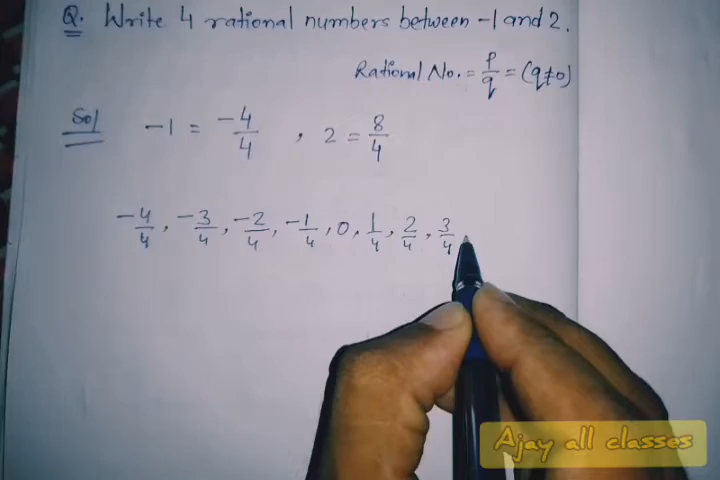 Q. Write 4 rational numbers between -1 and 2.
Rational No. = p/q = (q≠0)
Sol -1 = -4/4 , 2 = 8/4
-4/4, -3/4, -2/4, -1/4, 0, 1/4, 2/4, 3/4
Ajay all classes